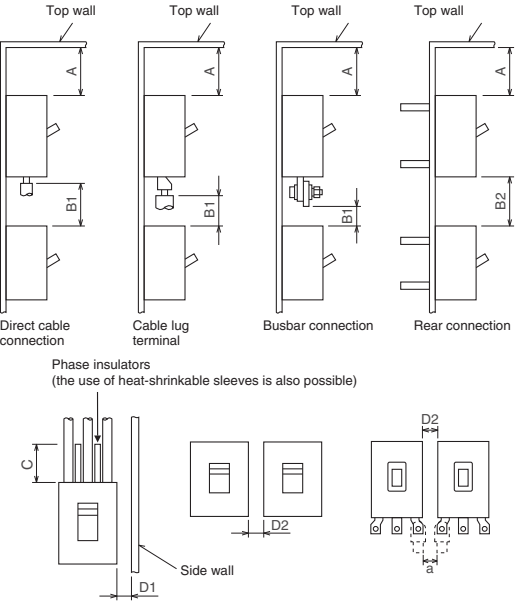 Top wall
Top wall
Top wall
Top wall
A
A
A
A
B1
B1
B1
B2
Direct cable
connection
Cable lug
terminal
Busbar connection
Rear connection
Phase insulators
(the use of heat-shrinkable sleeves is also possible)
C
D2
D2
a
Side wall
D1